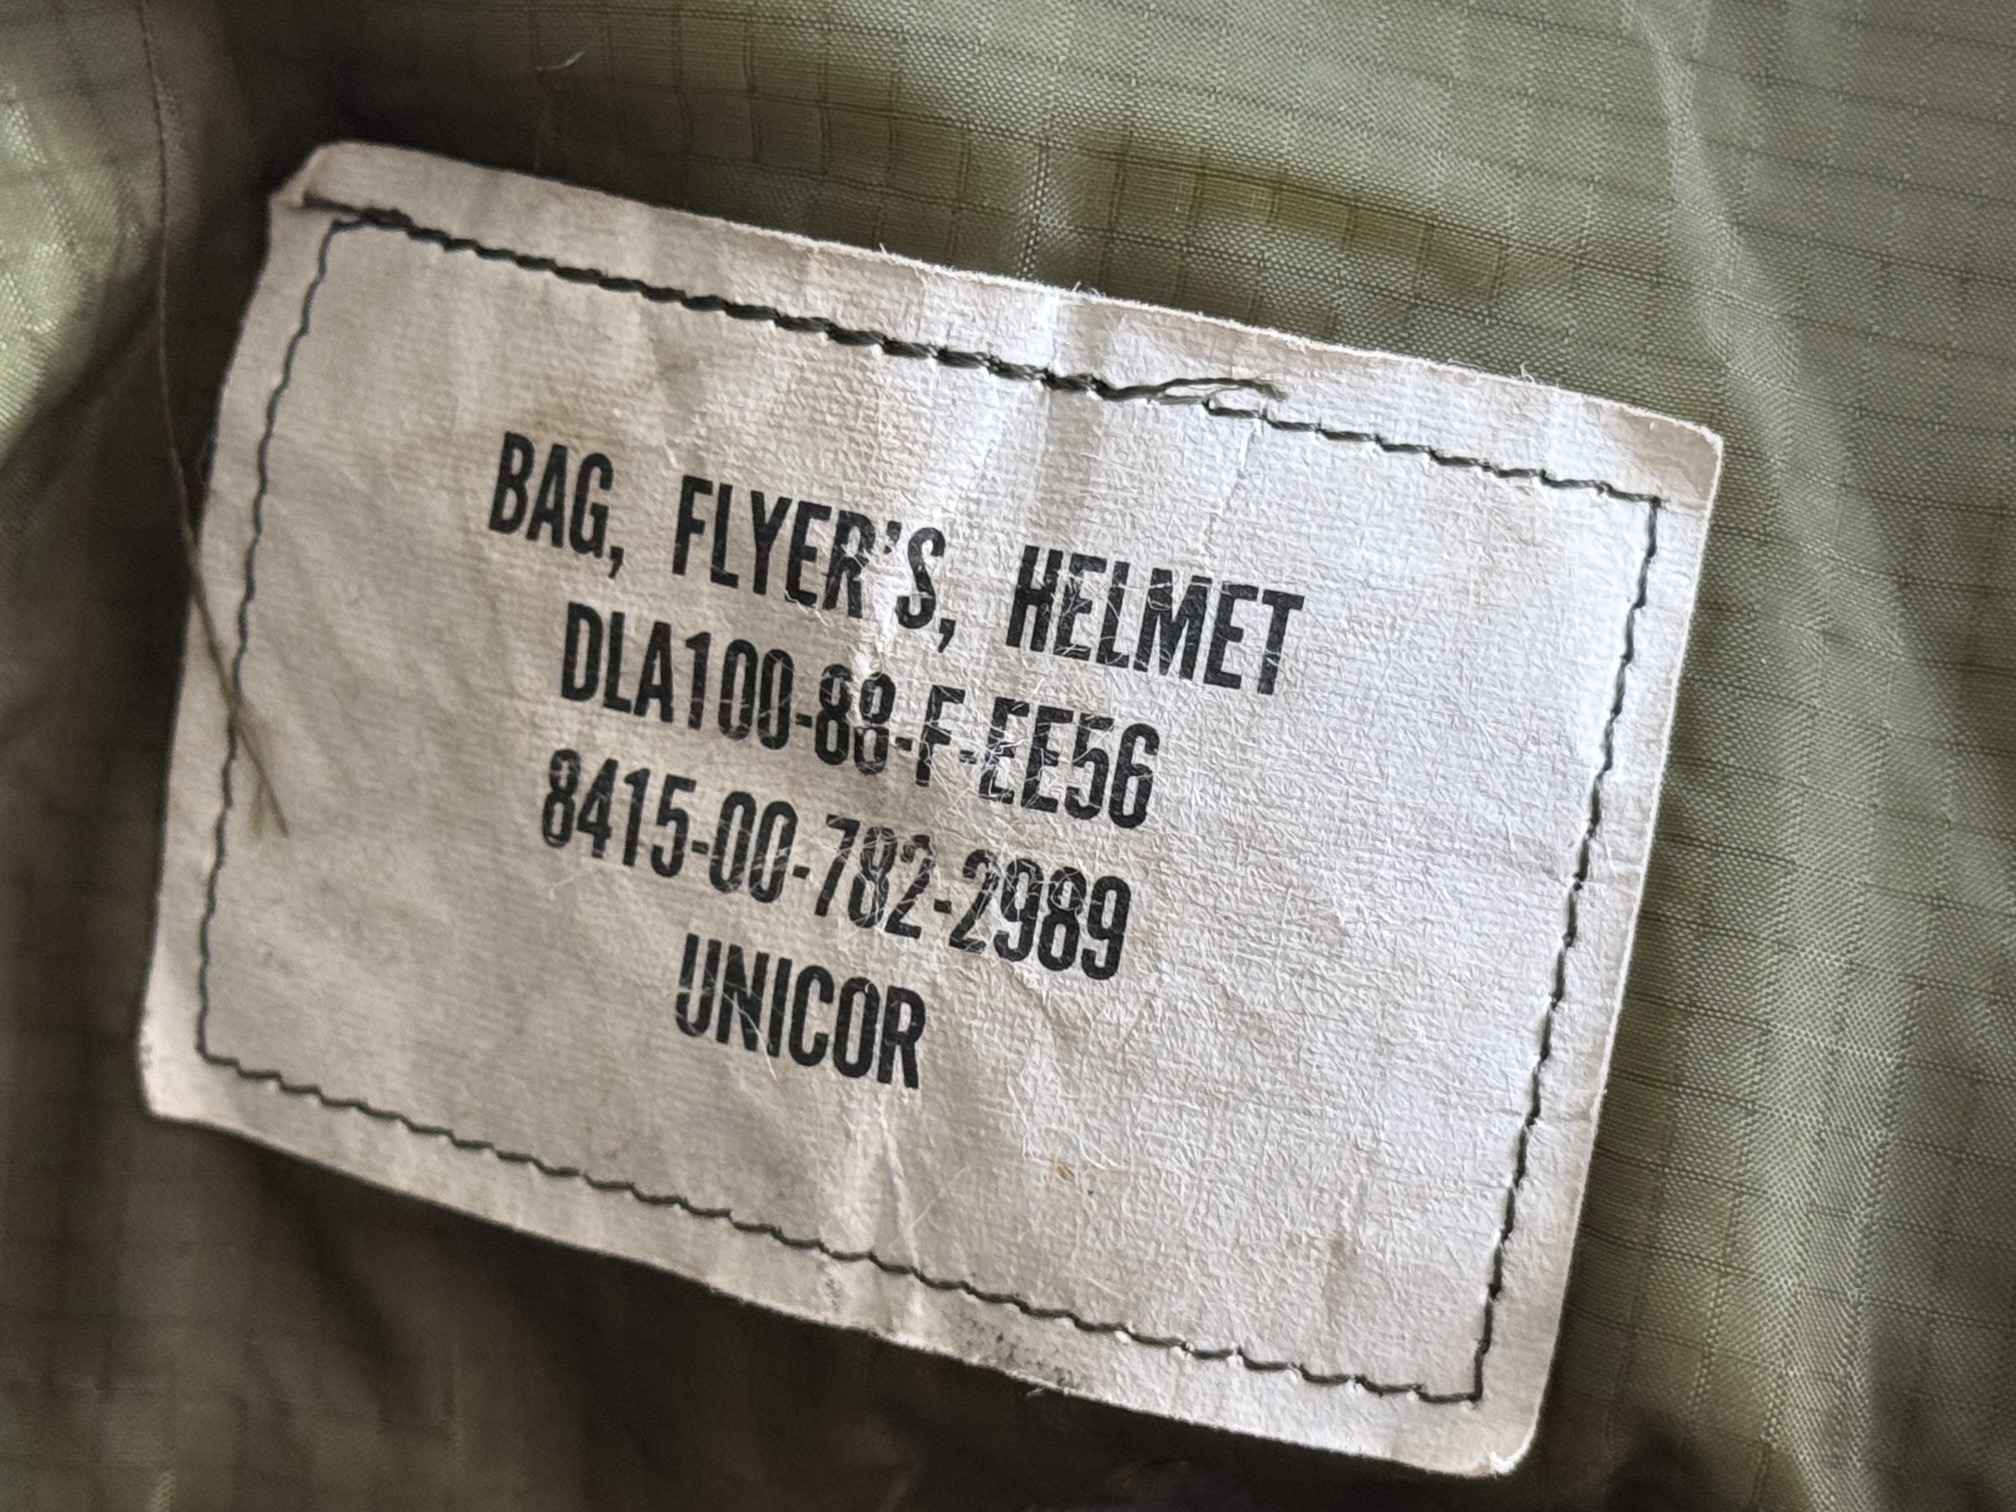 BAG, FLYER'S, HELMET
DLA100-88-F-EE56
8415-00-782-2989
UNICOR